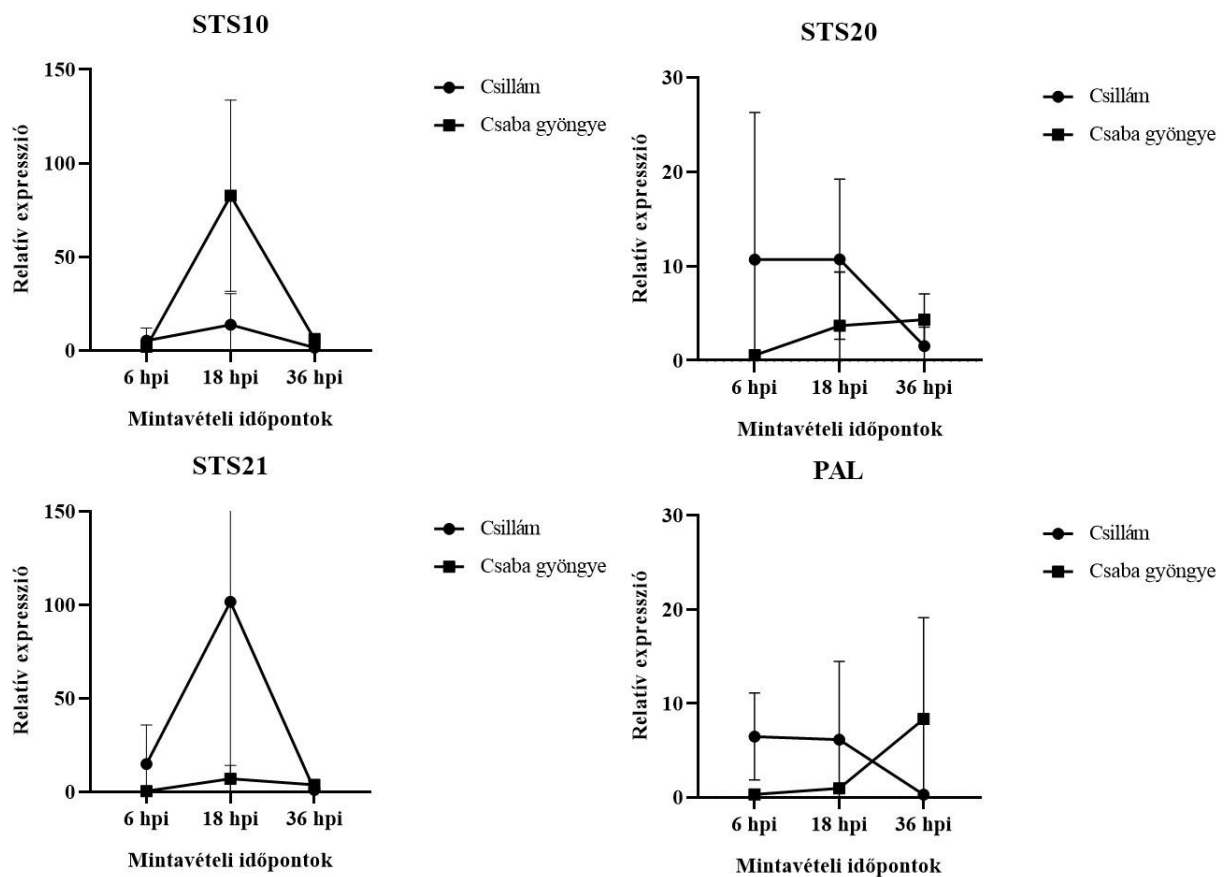 STS10
150
100
50
0
Relatív expresszió
6 hpi 18 hpi 36 hpi
Mintavételi időpontok
Csillám
Csaba gyöngye
STS20
30
20
10
0
Relatív expresszió
6 hpi 18 hpi 36 hpi
Mintavételi időpontok
Csillám
Csaba gyöngye
STS21
150
100
50
0
Relatív expresszió
6 hpi 18 hpi 36 hpi
Mintavételi időpontok
Csillám
Csaba gyöngye
PAL
30
20
10
0
Relatív expresszió
6 hpi 18 hpi 36 hpi
Mintavételi időpontok
Csillám
Csaba gyöngye